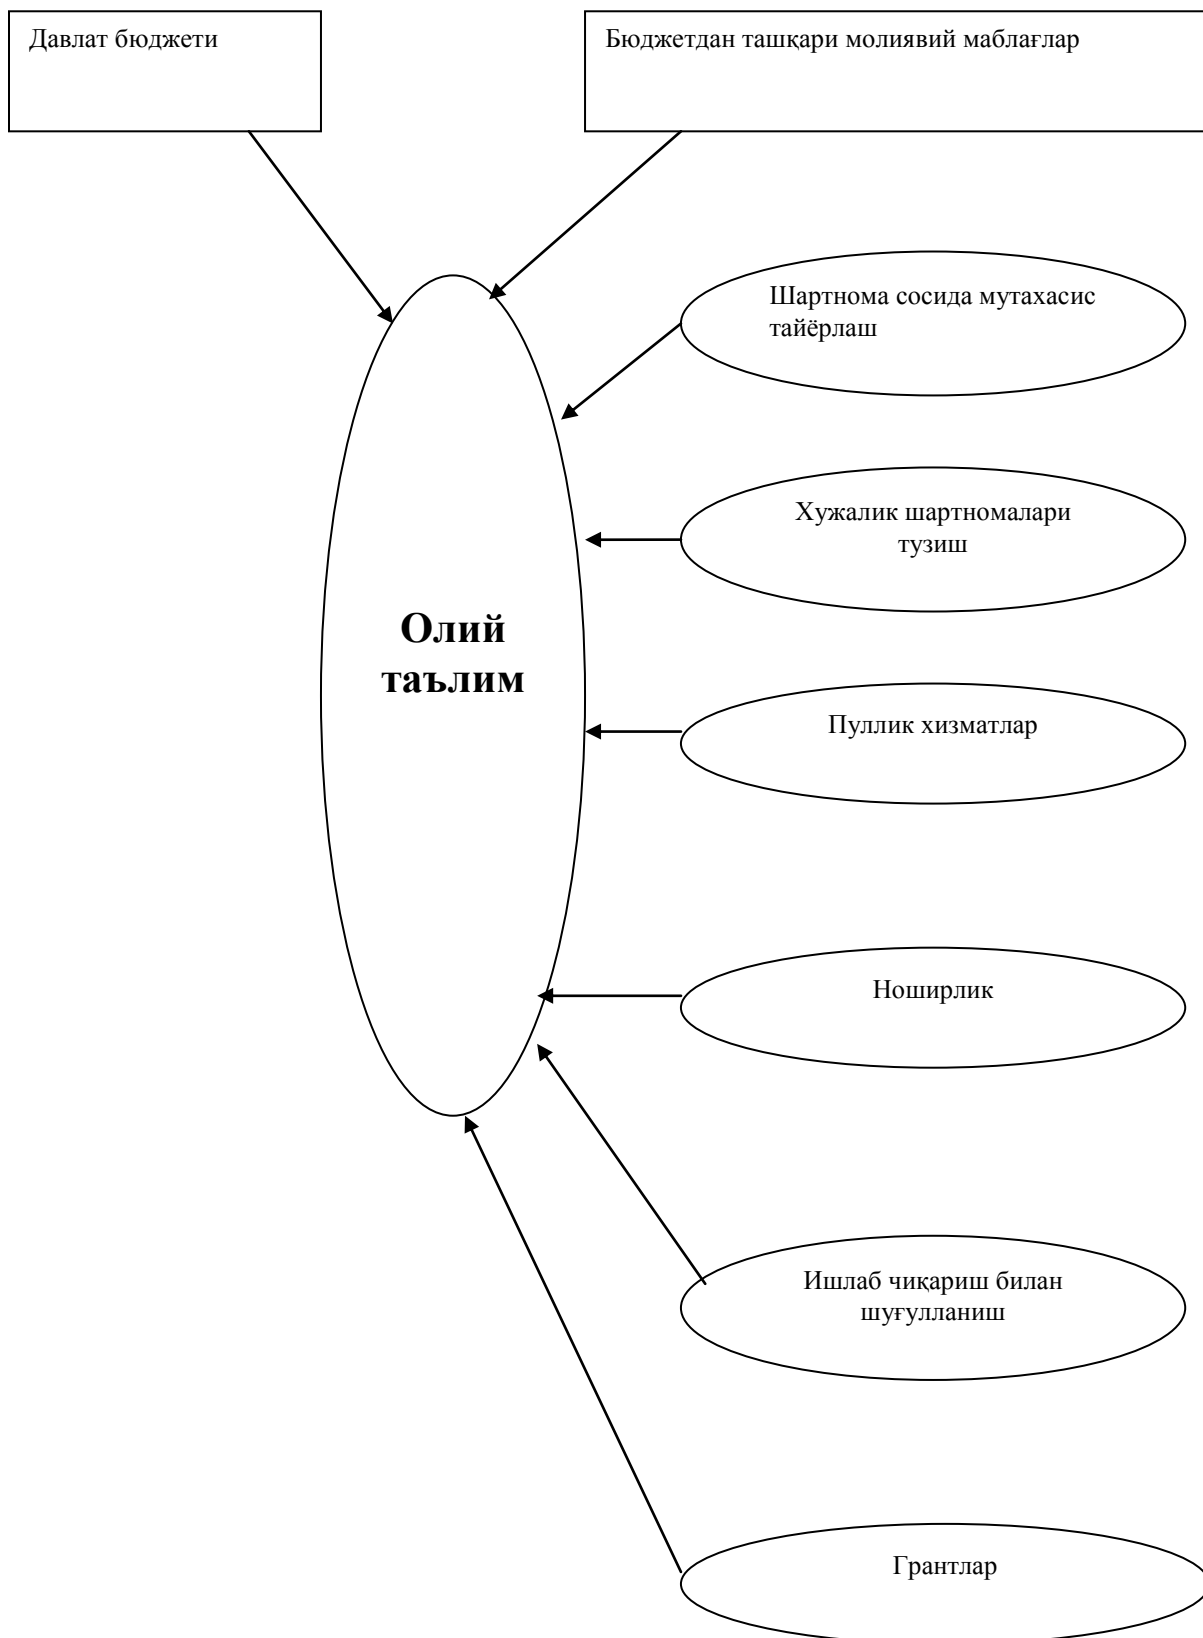 Давлат бюджети
Бюджетдан ташқари молиявий маблағлар
Шартнома сосида мутахасис
тайёрлаш
Хужалик шартномалари
тузиш
Олий
таълим
Пуллик хизматлар
Ноширлик
Ишлаб чиқариш билан
шуғулланиш
Грантлар